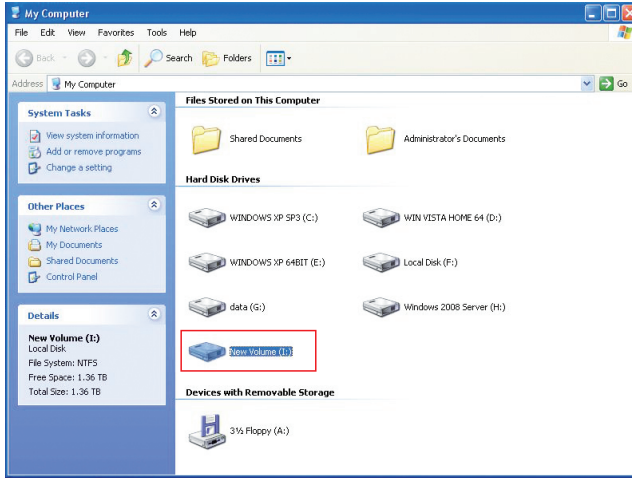 My Computer
File Edit View Favorites Tools Help
Back Search Folders
Address My Computer Go
System Tasks
View system information
Add or remove programs
Change a setting
Other Places
My Network Places
My Documents
Shared Documents
Control Panel
Details
New Volume (I:)
Local Disk
File System: NTFS
Free Space: 1.36 TB
Total Size: 1.36 TB
Files Stored on This Computer
Shared Documents Administrator's Documents
Hard Disk Drives
WINDOWS XP SP3 (C:) WIN VISTA HOME 64 (D:)
WINDOWS XP 64BIT (E:) Local Disk (F:)
data (G:) Windows 2008 Server (H:)
New Volume (I:)
Devices with Removable Storage
3½ Floppy (A:)